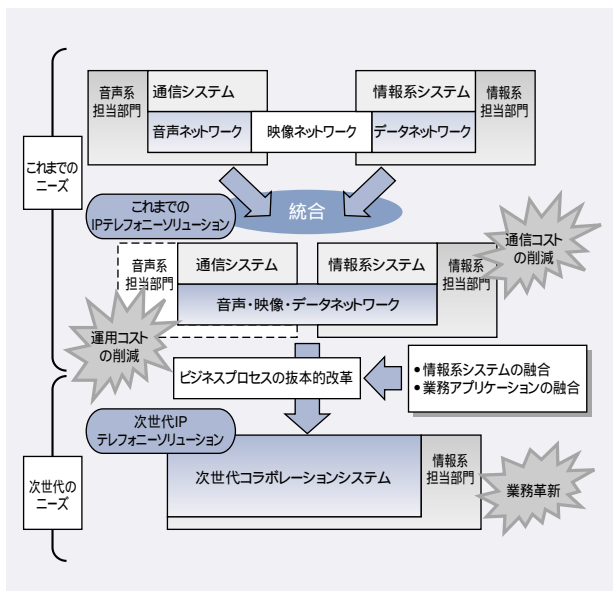 音声系
担当部門
通信システム
情報系システム
情報系
担当部門
音声ネットワーク
映像ネットワーク
データネットワーク
これまでの
ニーズ
これまでの
IPテレフォニーソリューション
統合
通信コスト
の削減
音声系
担当部門
通信システム
情報系システム
情報系
担当部門
音声・映像・データネットワーク
運用コスト
の削減
ビジネスプロセスの抜本的改革
•情報系システムの融合
•業務アプリケーションの融合
次世代IP
テレフォニーソリューション
次世代コラボレーションシステム
情報系
担当部門
次世代の
ニーズ
業務革新